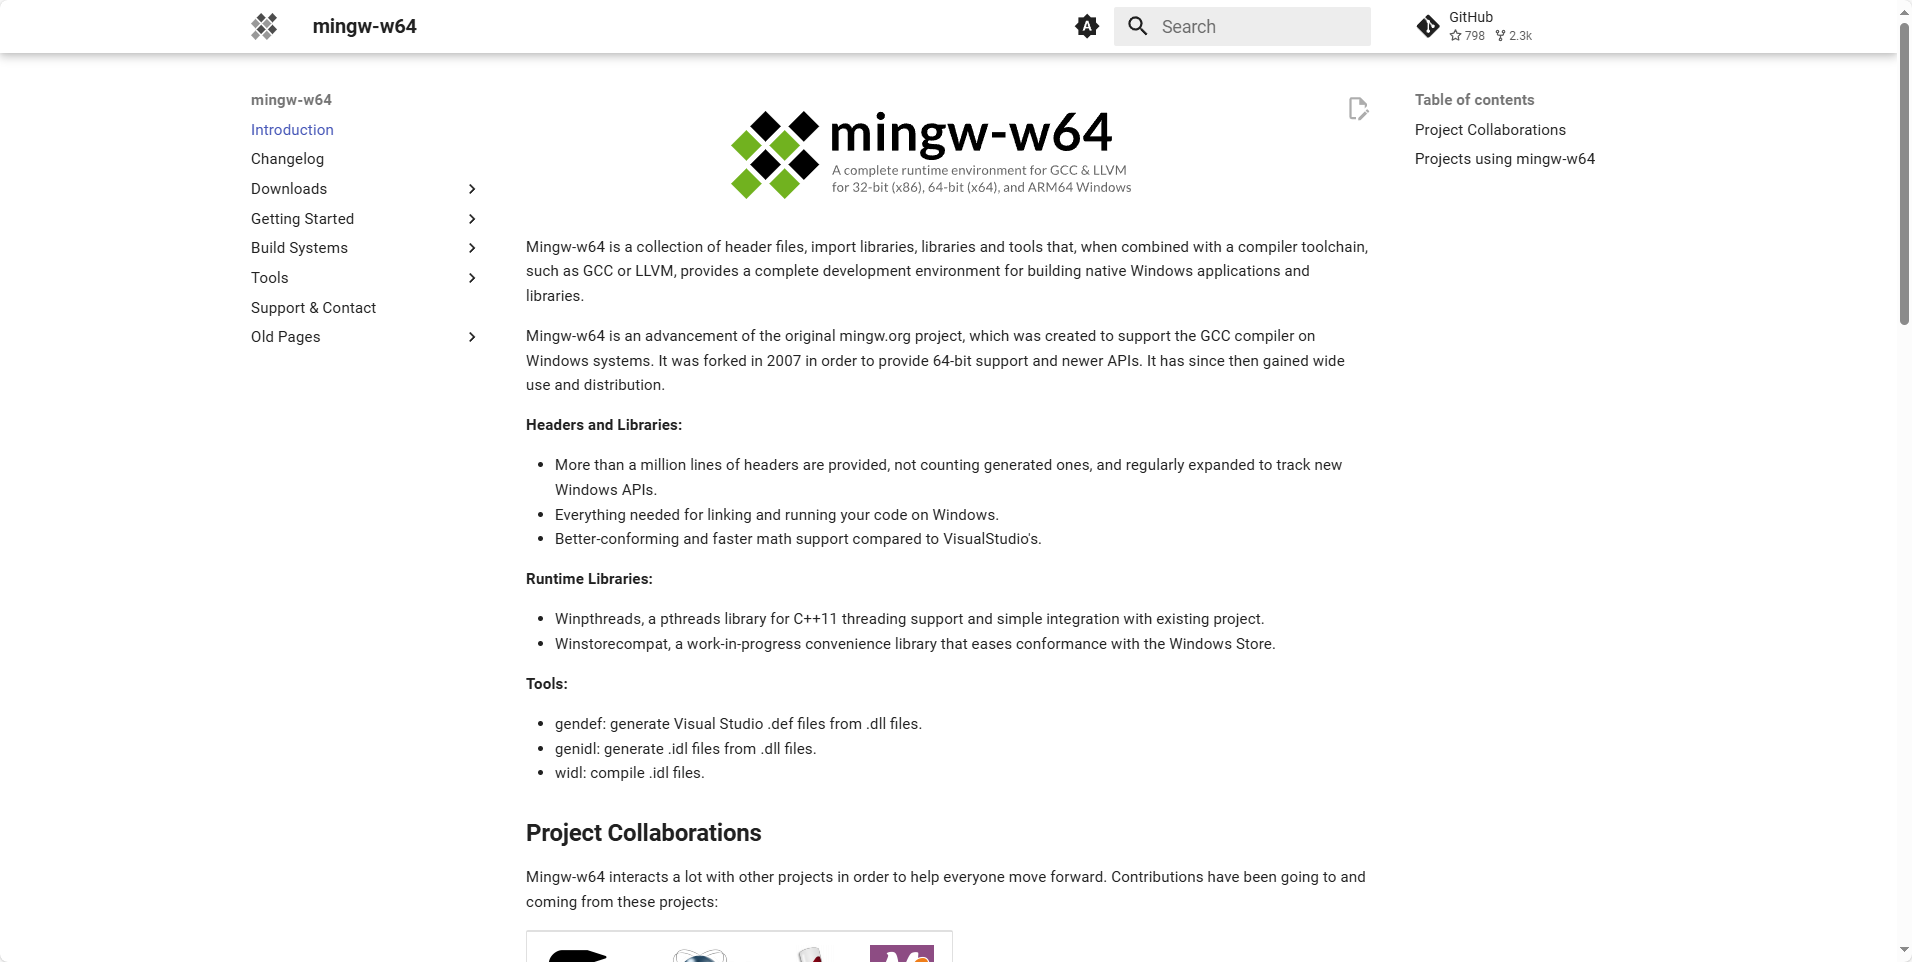 mingw-w64
A
Search
GitHub
798 2.3k
mingw-w64
Introduction
Changelog
Downloads
Getting Started
Build Systems
Tools
Support & Contact
Old Pages
mingw-w64
A complete runtime environment for GCC & LLVM
for 32-bit (x86), 64-bit (x64), and ARM64 Windows
Mingw-w64 is a collection of header files, import libraries, libraries and tools that, when combined with a compiler toolchain,
such as GCC or LLVM, provides a complete development environment for building native Windows applications and
libraries.
Mingw-w64 is an advancement of the original mingw.org project, which was created to support the GCC compiler on
Windows systems. It was forked in 2007 in order to provide 64-bit support and newer APIs. It has since then gained wide
use and distribution.
Headers and Libraries:
More than a million lines of headers are provided, not counting generated ones, and regularly expanded to track new
Windows APIs.
Everything needed for linking and running your code on Windows.
Better-conforming and faster math support compared to VisualStudio's.
Runtime Libraries:
Winpthreads, a pthreads library for C++11 threading support and simple integration with existing project.
Winstorecompat, a work-in-progress convenience library that eases conformance with the Windows Store.
Tools:
gendef: generate Visual Studio .def files from .dll files.
genidl: generate .idl files from .dll files.
widl: compile .idl files.
Project Collaborations
Mingw-w64 interacts a lot with other projects in order to help everyone move forward. Contributions have been going to and
coming from these projects:
Table of contents
Project Collaborations
Projects using mingw-w64